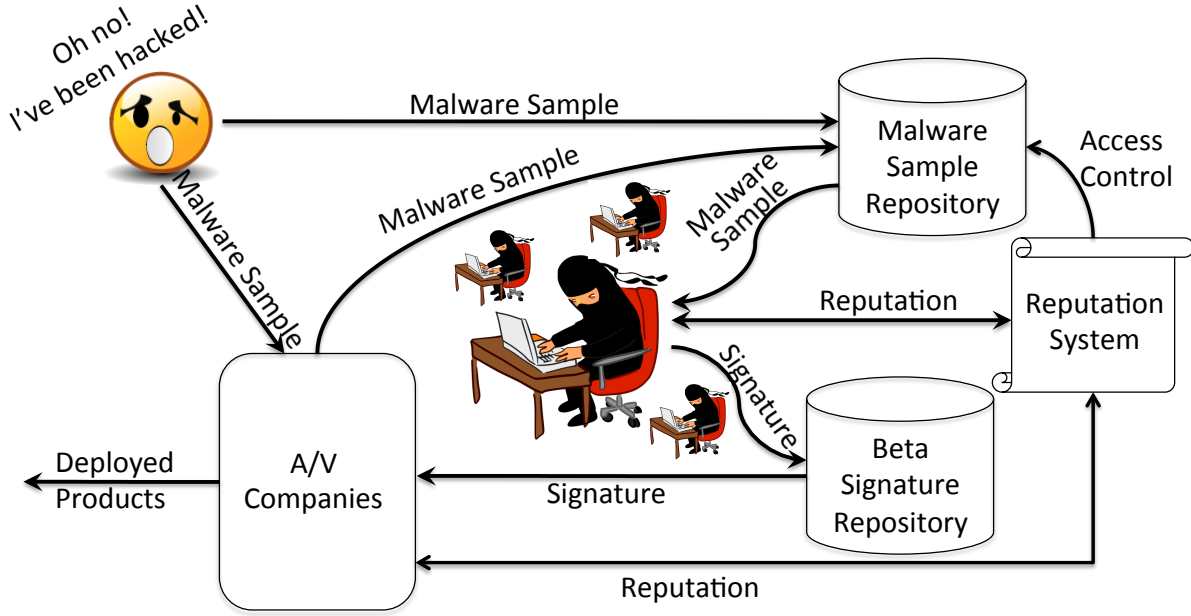 Oh no!
I've been hacked!
Malware Sample
Malware
Sample
Repository
Access
Control
Malware Sample
Malware Sample
Malware
Sample
Reputation
Reputation
System
Signature
A/V
Companies
Deployed
Products
Signature
Beta
Signature
Repository
Reputation